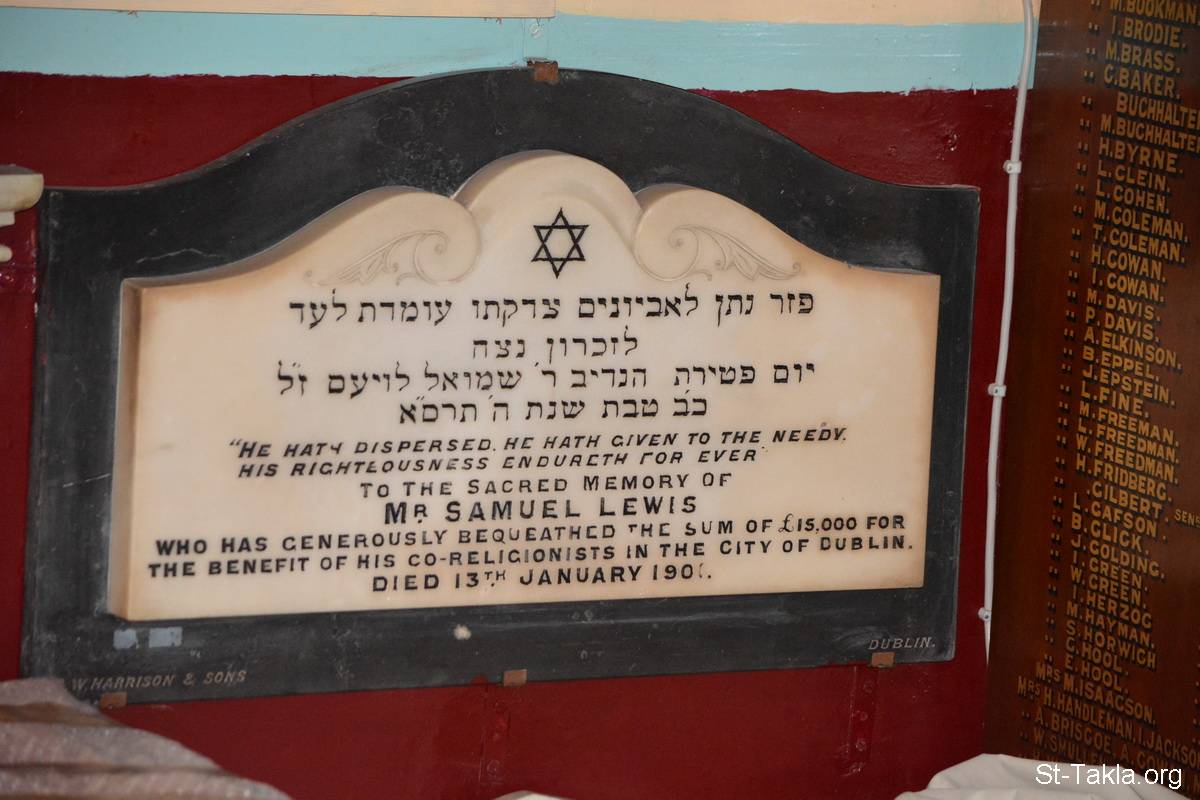 פזר נתן לאביונים צדקתו עומדת לעד
לזכרון נצח
יום פטירת הנדיב ר׳ שמואל לויעס ז״ל
כ״ב טבת שנת ה׳ תרס״א
"HE HATH DISPERSED. HE HATH GIVEN TO THE NEEDY.
HIS RIGHTEOUSNESS ENDURETH FOR EVER"
TO THE SACRED MEMORY OF
MR SAMUEL LEWIS
WHO HAS GENEROUSLY BEQUEATHED THE SUM OF £15,000 FOR
THE BENEFIT OF HIS CO-RELIGIONISTS IN THE CITY OF DUBLIN.
DIED 13TH JANUARY 1901.
W. HARRISON & SONS
DUBLIN.
" M. BOOKMAN.
" I. BRODIE.
" M. BRASS.
" C. BAKER.
" BUCHHALTER
" M. BUCHHALTER
" H. BYRNE.
" L. CLEIN.
" L. COHEN.
" M. COLEMAN.
" T. COLEMAN.
" H. COWAN.
" I. COWAN.
" M. DAVIS.
" P. DAVIS.
" A. ELKINSON.
" B. EPPEL.
" J. EPSTEIN.
" L. FINE.
" M. FREEMAN.
" L. FREEDMAN.
" W. FREEDMAN.
" H. FRIDBERG.
" GILBERT. SEN
" L. GAFSON.
" B. GLICK.
" J. GOLDING.
" I. GREEN.
" W. GREEN.
" I. HERZOG
" M. HAYMAN.
" S. HORWICH
" G. HOOL.
" E. HOOL.
MRS M. ISAACSON.
MRS H. HANDLEMAN, I. JACKSON
" A. BRISCOE, A.
" W.
St-Takla.org